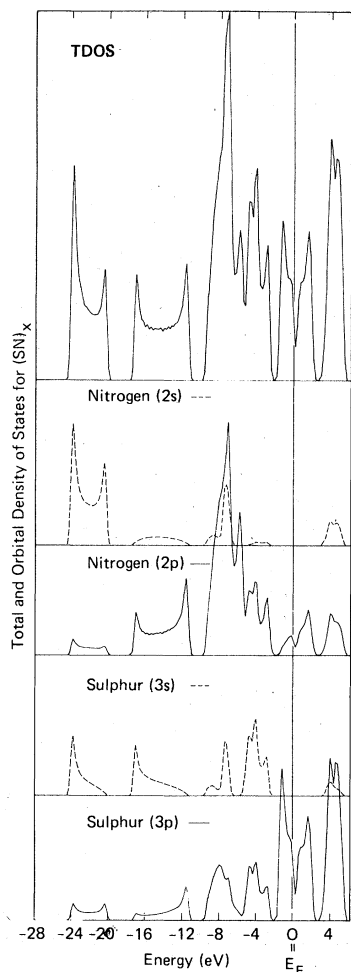 TDOS
Total and Orbital Density of States for (SN)x
Nitrogen (2s)
Nitrogen (2p)
Sulphur (3s)
Sulphur (3p)
-28 -24 -20 -16 -12 -8 -4 0 4
Energy (eV)
=
EF